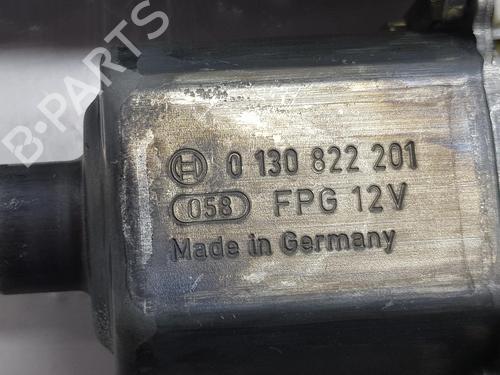 B-PARTS
0 130 822 201
058 FPG 12V
Made in Germany